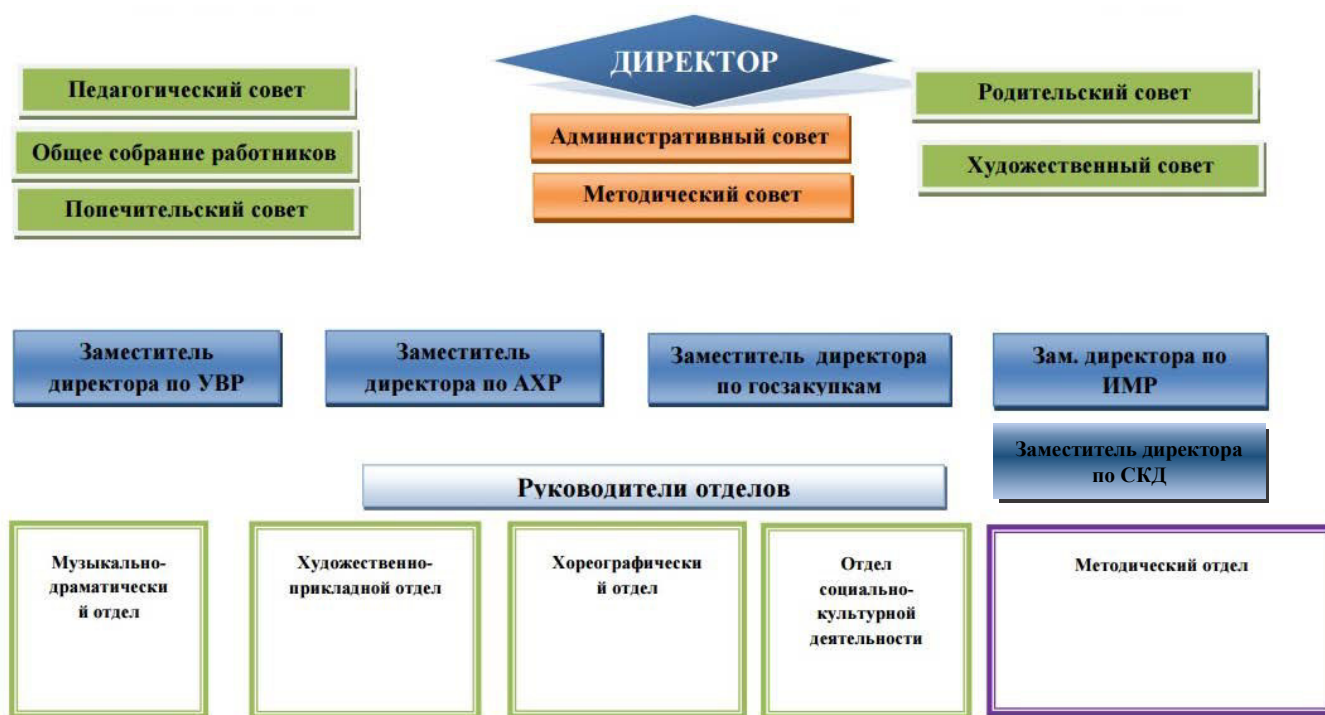 ДИРЕКТОР
Педагогический совет
Общее собрание работников
Попечительский совет
Административный совет
Методический совет
Родительский совет
Художественный совет
Заместитель
директора по УВР
Заместитель
директора по АХР
Заместитель директора
по госзакупкам
Зам. директора по
ИМР
Заместитель директора
по СКД
Руководители отделов
Музыкально-
драматически
й отдел
Художественно-
прикладной отдел
Хореографически
й отдел
Отдел
социально-
культурной
деятельности
Методический отдел